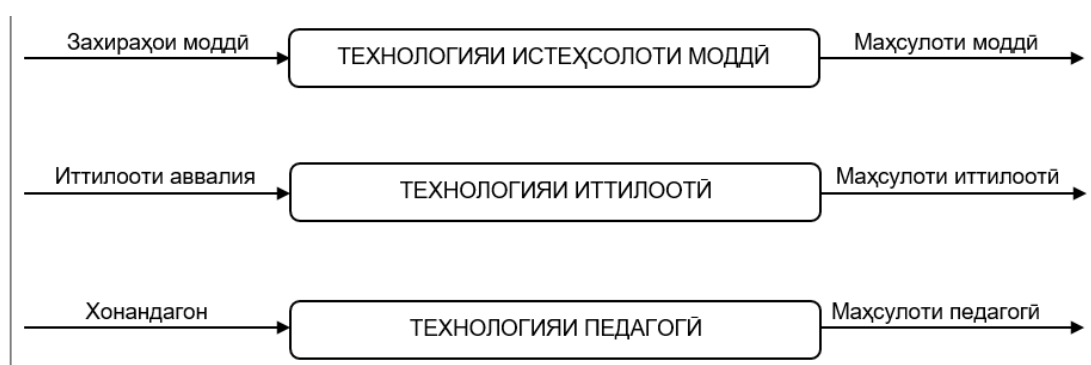 Захираҳои моддӣ
ТЕХНОЛОГИЯИ ИСТЕҲСОЛОТИ МОДДӢ
Маҳсулоти моддӣ
Иттилооти аввалия
ТЕХНОЛОГИЯИ ИТТИЛООТӢ
Маҳсулоти иттилоотӣ
Хонандагон
ТЕХНОЛОГИЯИ ПЕДАГОГӢ
Маҳсулоти педагогӣ